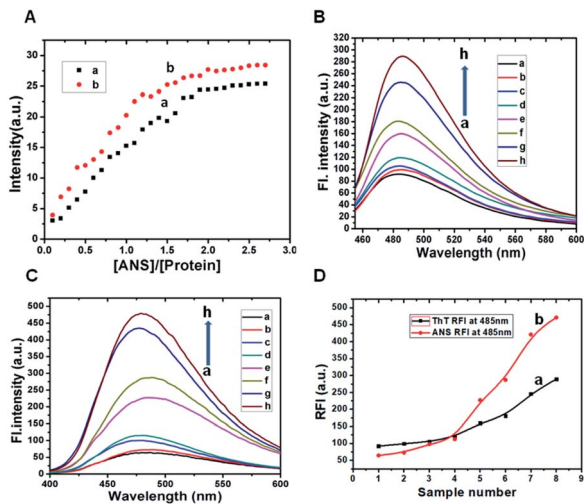 A
Intensity(a.u.)
35
30
25
20
15
10
5
0
a
b
b
a
0.0 0.5 1.0 1.5 2.0 2.5 3.0
[ANS]/[Protein]
B
Fl. intensity (a.u.)
320
300
280
260
240
220
200
180
160
140
120
100
80
60
40
20
0
h
a
a
b
c
d
e
f
g
h
460 480 500 520 540 560 580 600
Wavelength (nm)
C
Fl.intensity (a.u.)
500
450
400
350
300
250
200
150
100
50
0
h
a
a
b
c
d
e
f
g
h
400 450 500 550 600
Wavelength (nm)
D
RFI (a.u.)
500
450
400
350
300
250
200
150
100
50
ThT RFI at 485nm
ANS RFI at 485nm
b
a
0 1 2 3 4 5 6 7 8 9
Sample number